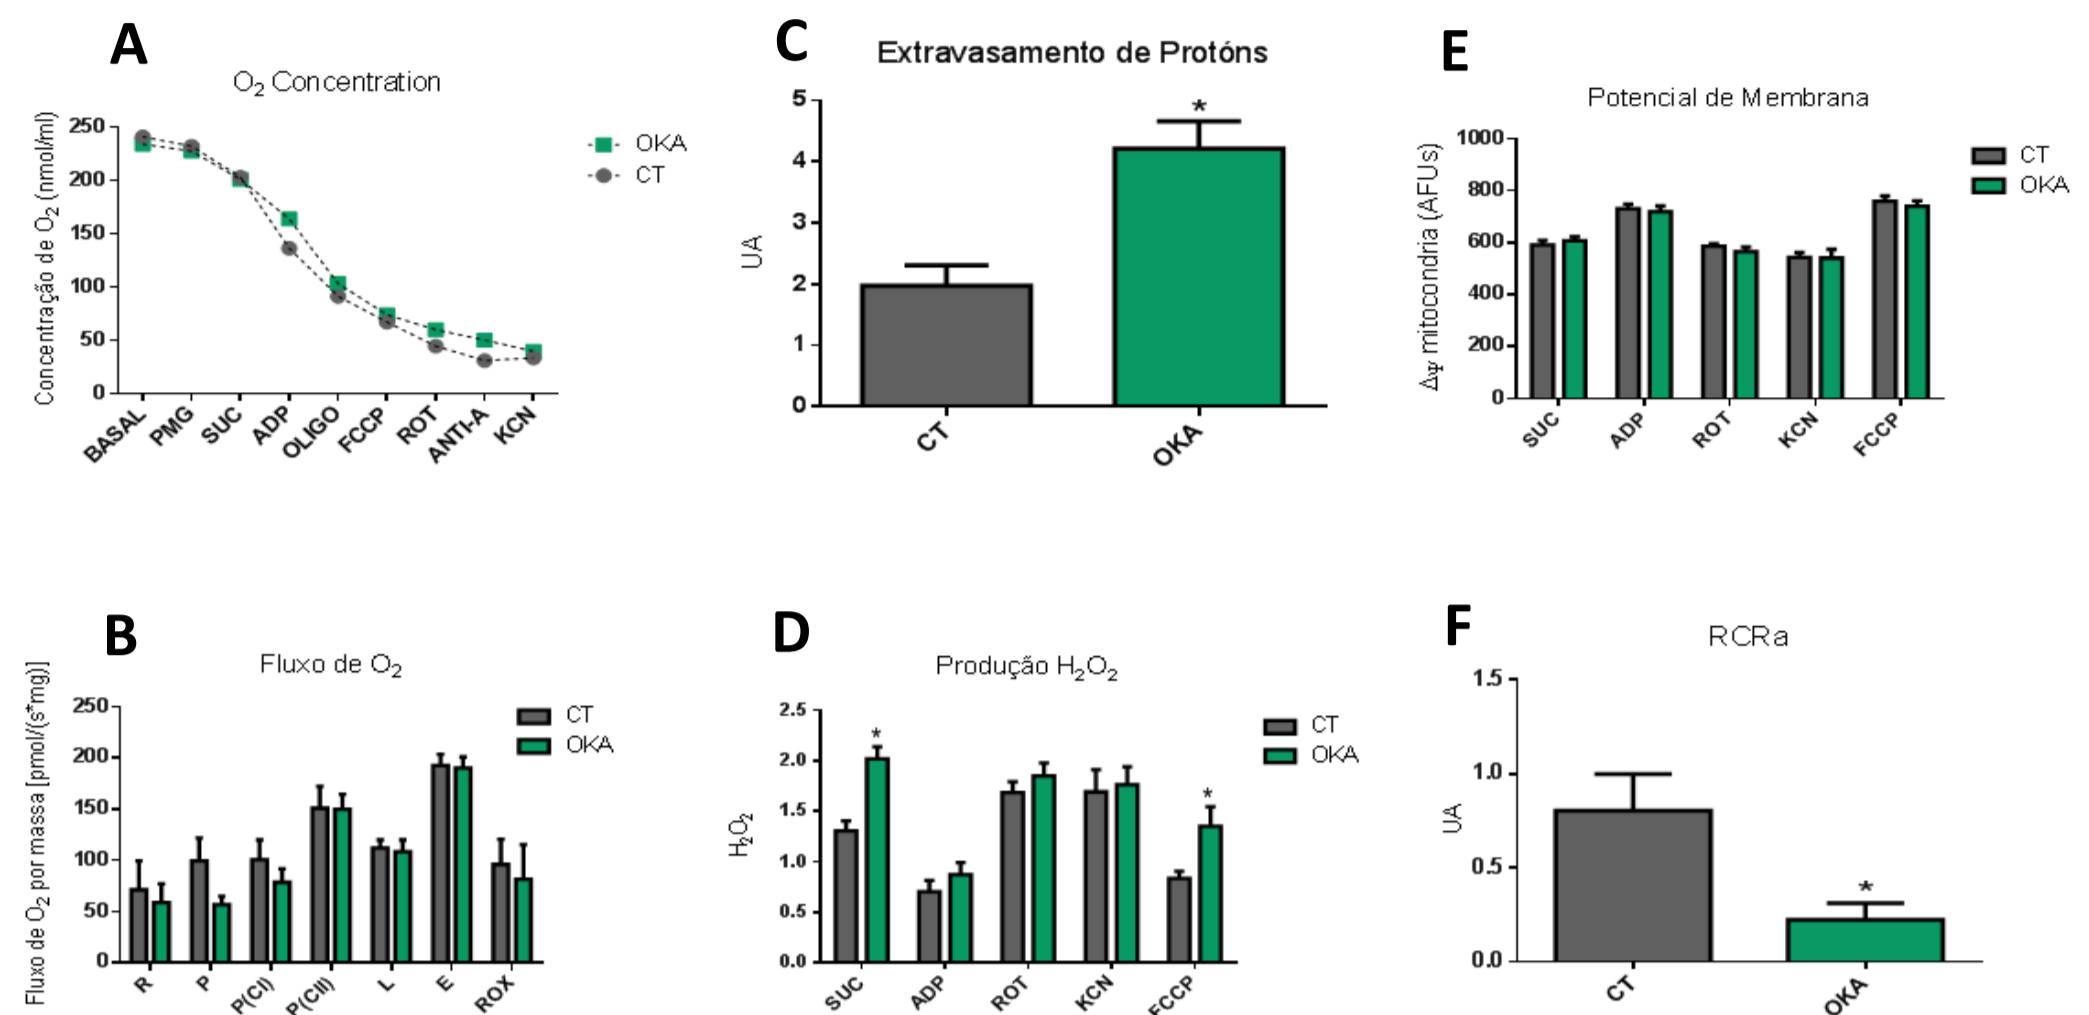 A
O₂ Concentration
Concentração de O₂ (nmol/ml)
250
200
150
100
50
0
BASAL
PMG
SUC
ADP
OLIGO
FCCP
ROT
ANTI-A
KCN
OKA
CT
C
Extravasamento de Protóns
UA
5
4
3
2
1
0
*
CT
OKA
E
Potencial de Membrana
ΔΨ mitocondria (AFUs)
1000
800
600
400
200
0
SUC
ADP
ROT
KCN
FCCP
CT
OKA
B
Fluxo de O₂
Fluxo de O₂ por massa [pmol/(s*mg)]
250
200
150
100
50
0
R
P
P(CI)
P(CII)
L
E
ROX
CT
OKA
D
Produção H₂O₂
H₂O₂
2.5
2.0
1.5
1.0
0.5
0.0
*
*
SUC
ADP
ROT
KCN
FCCP
CT
OKA
F
RCRa
UA
1.5
1.0
0.5
0.0
*
CT
OKA